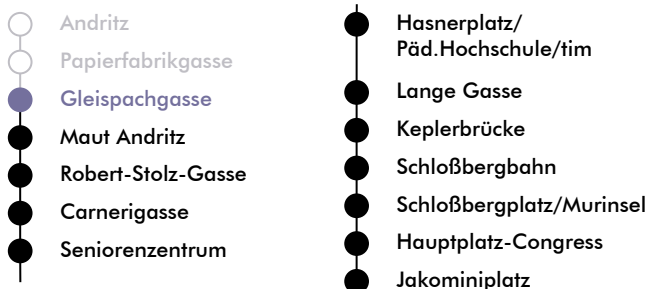 Andritz
Papierfabrikgasse
Gleispachgasse
Maut Andritz
Robert-Stolz-Gasse
Carnerigasse
Seniorenzentrum
Hasnerplatz/
Päd.Hochschule/tim
Lange Gasse
Keplerbrücke
Schloßbergbahn
Schloßbergplatz/Murinsel
Hauptplatz-Congress
Jakominiplatz